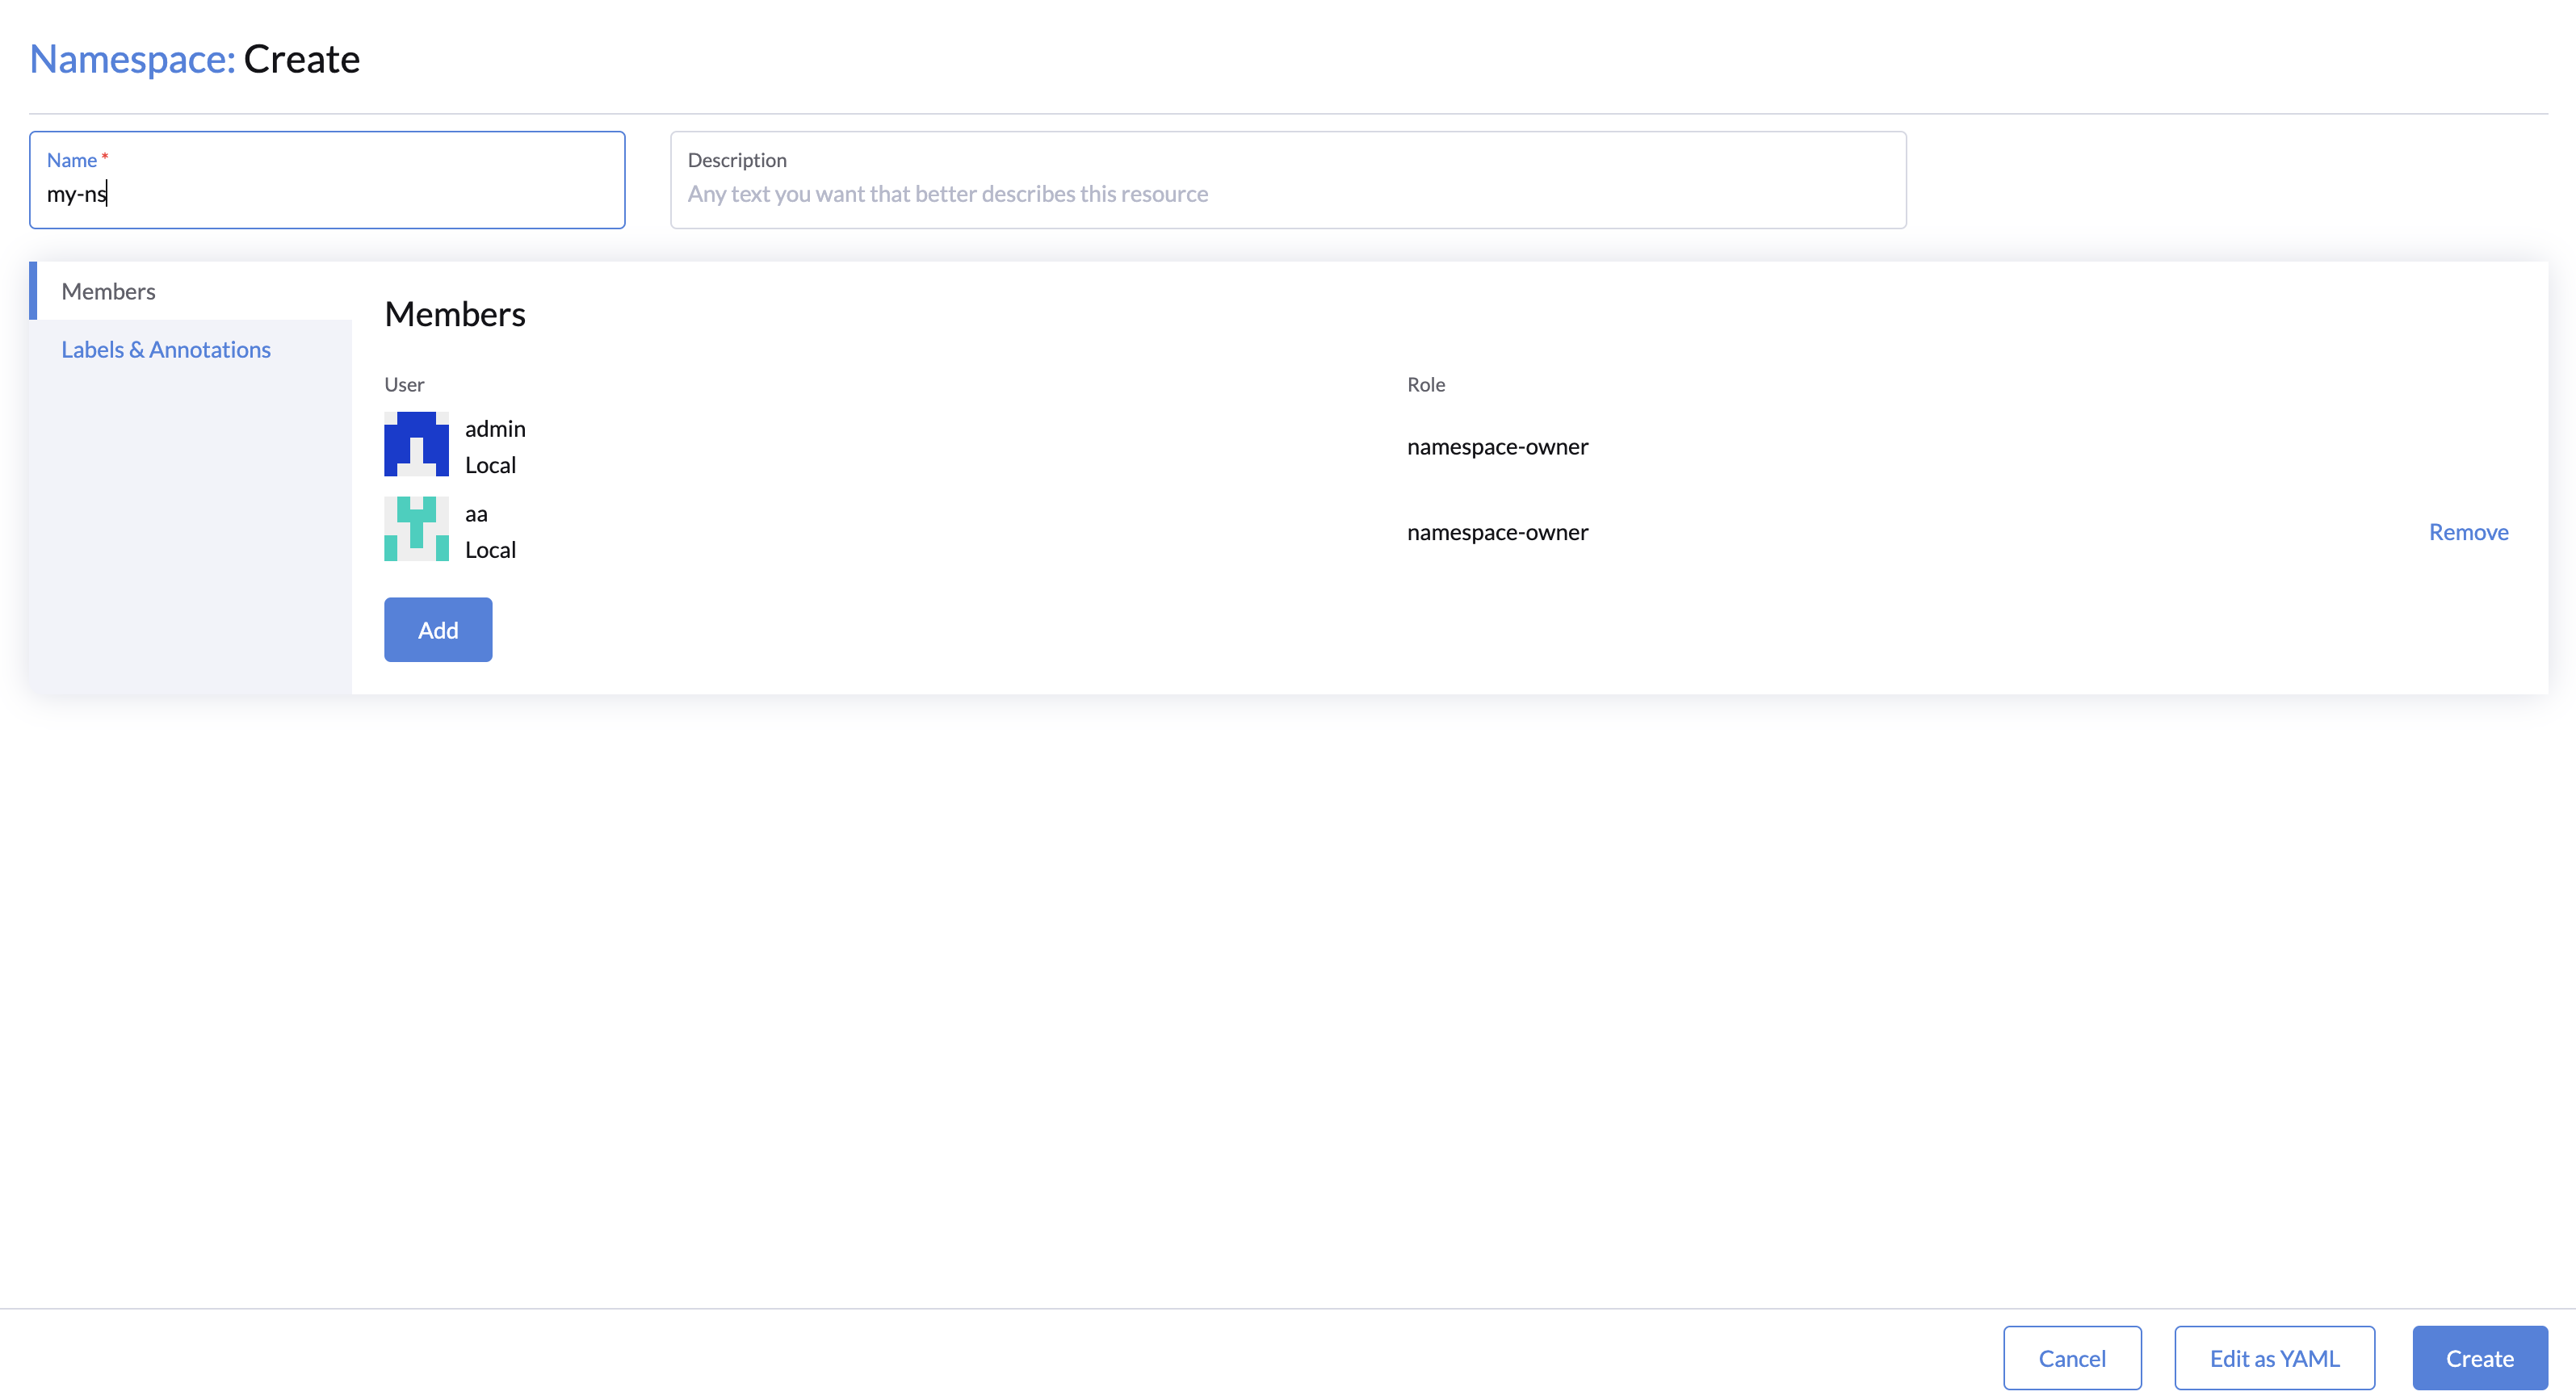 Namespace: Create
Name *
my-ns
Description
Any text you want that better describes this resource
Members
Labels & Annotations
Members
User
Role
admin
Local
namespace-owner
aa
Local
namespace-owner
Remove
Add
Cancel
Edit as YAML
Create